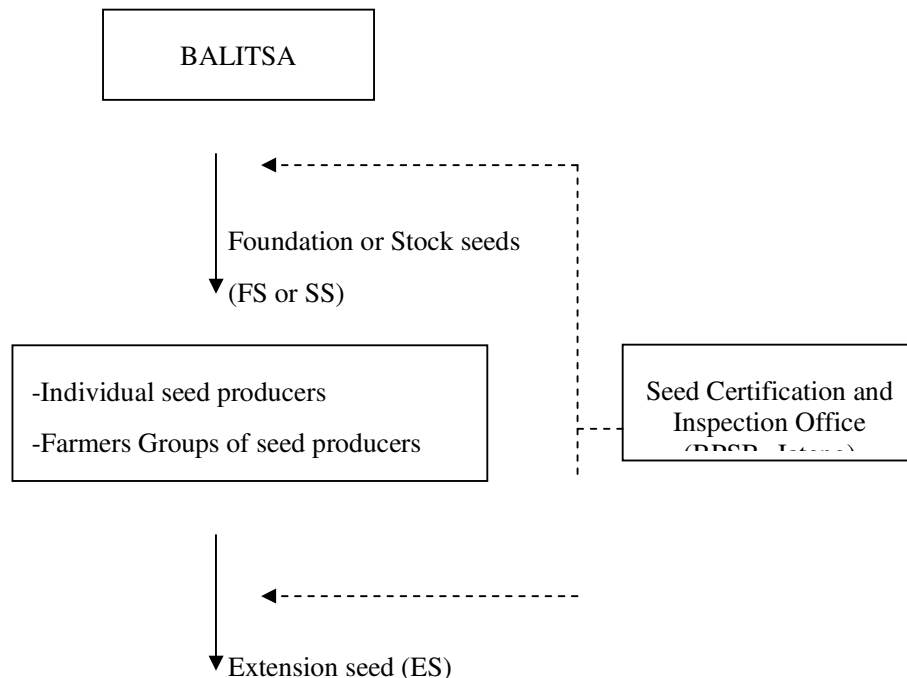 BALITSA
Foundation or Stock seeds
(FS or SS)
-Individual seed producers
-Farmers Groups of seed producers
Seed Certification and
Inspection Office
Extension seed (ES)